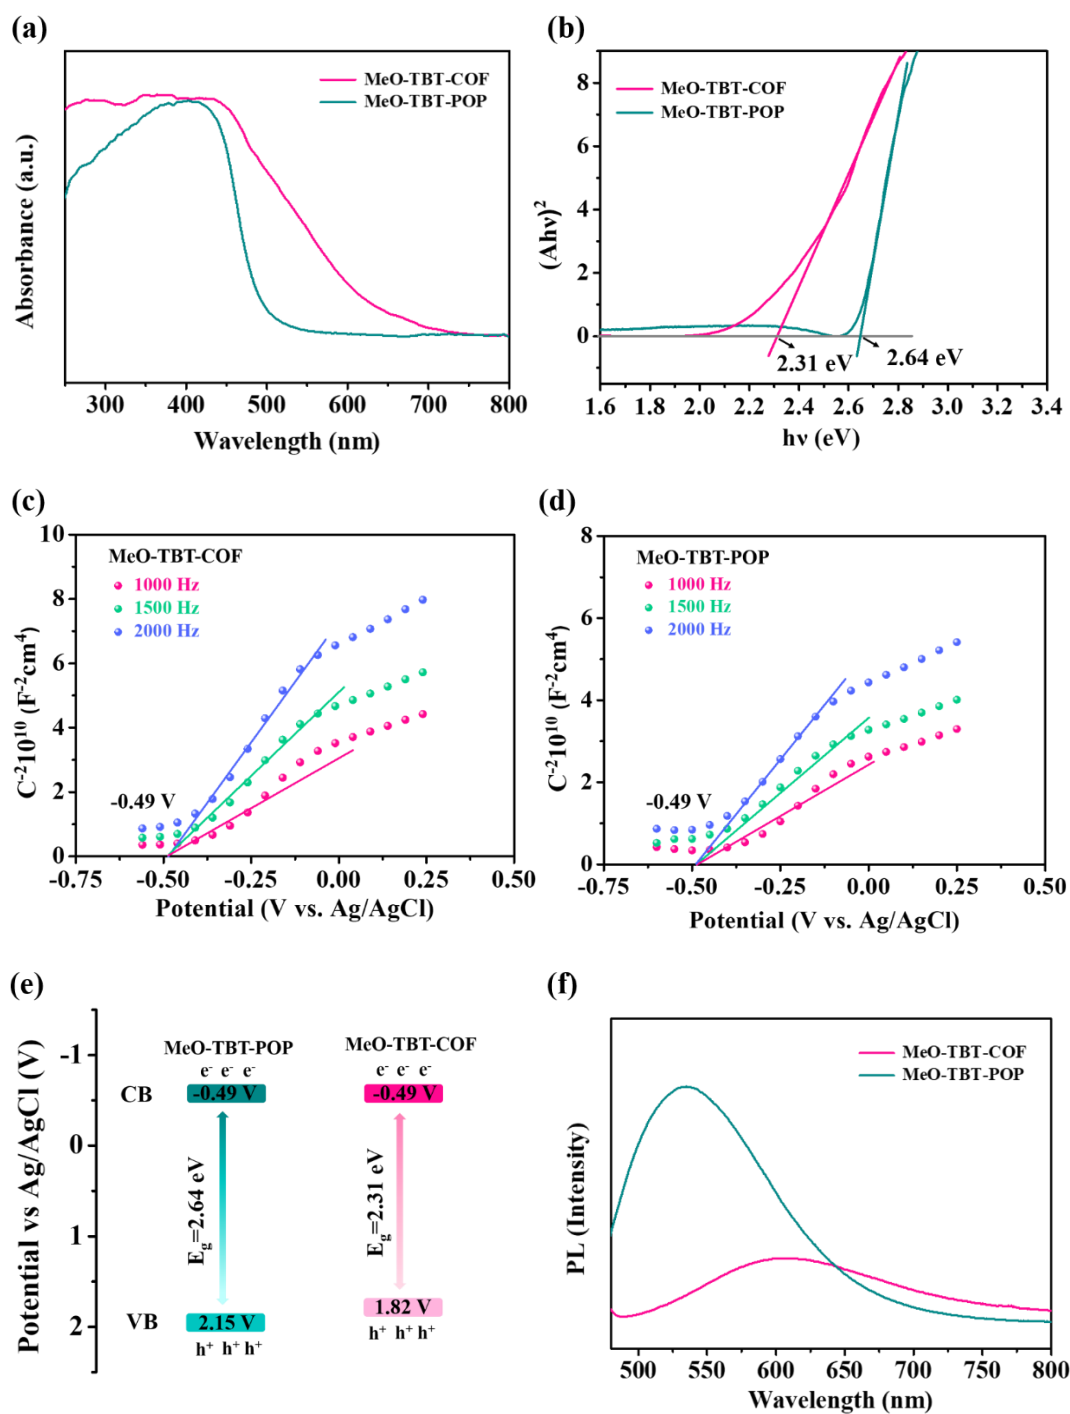 (a)
MeO-TBT-COF
MeO-TBT-POP
Absorbance (a.u.)
300 400 500 600 700 800
Wavelength (nm)
(b)
MeO-TBT-COF
MeO-TBT-POP
(Ahν)²
8
6
4
2
0
2.31 eV
2.64 eV
1.6 1.8 2.0 2.2 2.4 2.6 2.8 3.0 3.2 3.4
hν (eV)
(c)
MeO-TBT-COF
1000 Hz
1500 Hz
2000 Hz
C⁻²10¹⁰ (F⁻²cm⁴)
10
8
6
4
2
0
-0.49 V
-0.75 -0.50 -0.25 0.00 0.25 0.50
Potential (V vs. Ag/AgCl)
(d)
MeO-TBT-POP
1000 Hz
1500 Hz
2000 Hz
C⁻²10¹⁰ (F⁻²cm⁴)
8
6
4
2
0
-0.49 V
-0.75 -0.50 -0.25 0.00 0.25 0.50
Potential (V vs. Ag/AgCl)
(e)
Potential vs Ag/AgCl (V)
-1
0
1
2
CB
VB
MeO-TBT-POP
e⁻ e⁻ e⁻
-0.49 V
E_g=2.64 eV
2.15 V
h⁺ h⁺ h⁺
MeO-TBT-COF
e⁻ e⁻ e⁻
-0.49 V
E_g=2.31 eV
1.82 V
h⁺ h⁺ h⁺
(f)
MeO-TBT-COF
MeO-TBT-POP
PL (Intensity)
500 550 600 650 700 750 800
Wavelength (nm)